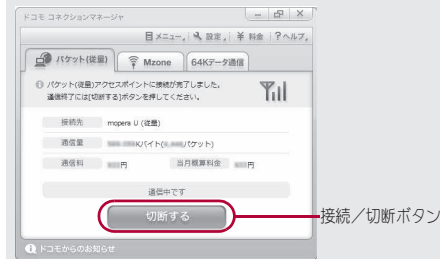 ドコモ コネクションマネージャ
メニュー 設定 ¥ 料金 ? ヘルプ
パケット(従量) Mzone 64Kデータ通信
パケット(従量)アクセスポイントに接続が完了しました。
通信終了には[切断する]ボタンを押してください。
接続先 mopera U (従量)
通信量 Kバイト( パケット)
通信料 円 当月概算料金 円
通信中です
切断する
接続／切断ボタン
ドコモからのお知らせ